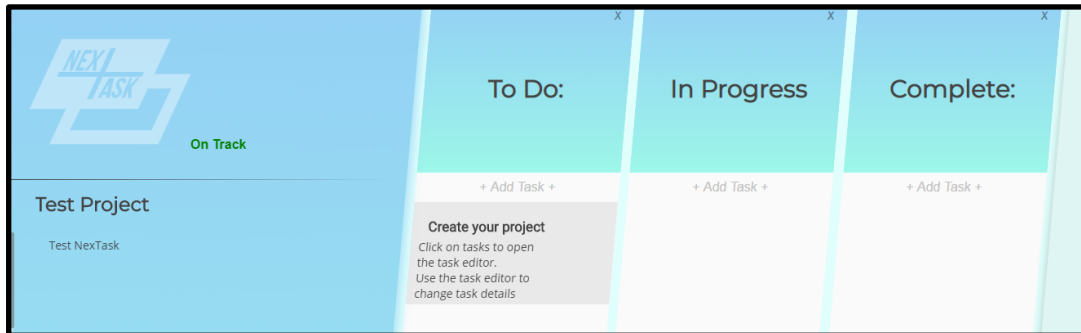 NEXT
TASK
On Track
Test Project
Test NexTask
X
To Do:
+ Add Task +
Create your project
Click on tasks to open
the task editor.
Use the task editor to
change task details
X
In Progress
+ Add Task +
X
Complete:
+ Add Task +